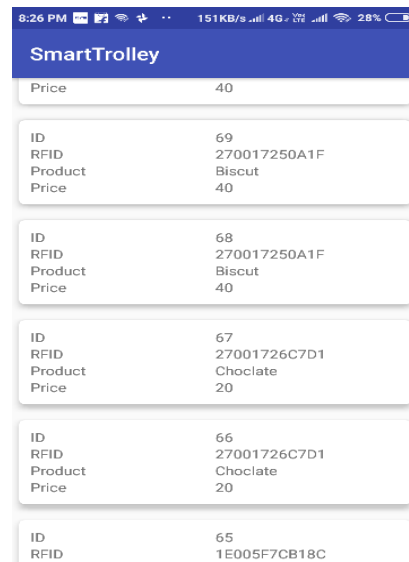 8:26 PM ·· 151KB/s 4G Vo LTE 28%
SmartTrolley
Price 40
ID 69
RFID 270017250A1F
Product Biscut
Price 40
ID 68
RFID 270017250A1F
Product Biscut
Price 40
ID 67
RFID 27001726C7D1
Product Choclate
Price 20
ID 66
RFID 27001726C7D1
Product Choclate
Price 20
ID 65
RFID 1E005F7CB18C